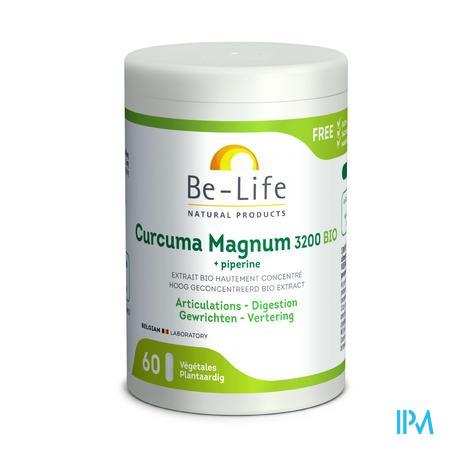 FREE
Be-Life
NATURAL PRODUCTS
Curcuma Magnum 3200 BIO
+ piperine
EXTRAIT BIO HAUTEMENT CONCENTRÉ
HOOG GECONCENTREERD BIO EXTRACT
Articulations - Digestion
Gewrichten - Vertering
BELGIAN LABORATORY
60 Végétales
Plantaardig
IPM